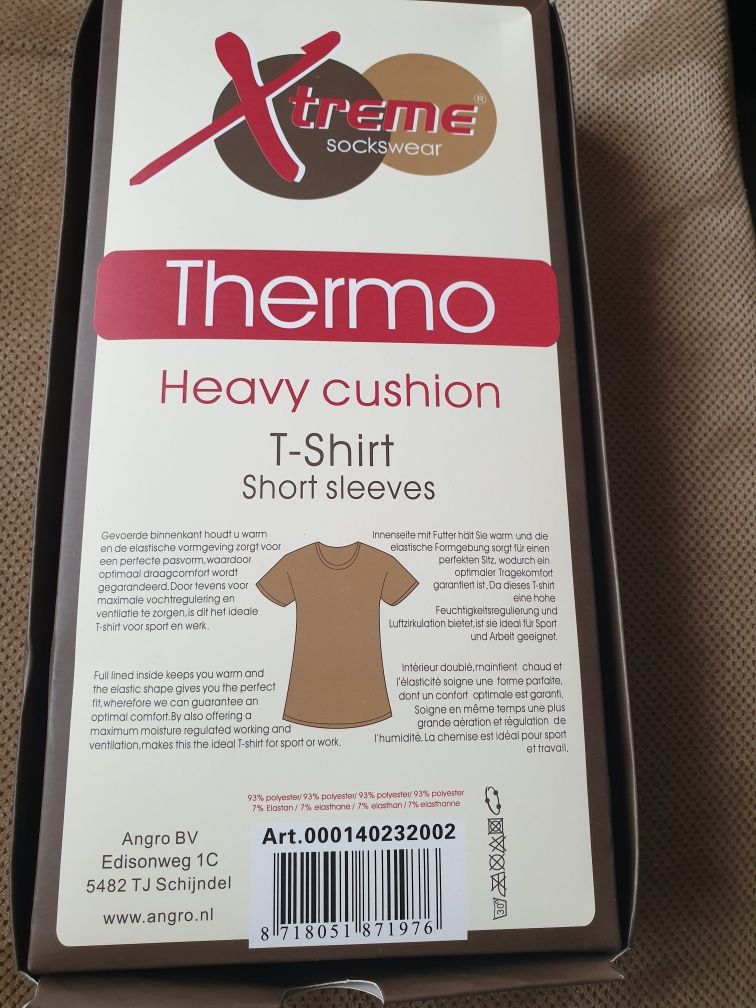 Xtreme®
sockswear
Thermo
Heavy cushion
T-Shirt
Short sleeves
Gevoerde binnenkant houdt u warm
en de elastische vormgeving zorgt voor
een perfecte pasvorm,waardoor
optimaal draagcomfort wordt
gegarandeerd.Door tevens voor
maximale vochtregulering en
ventilatie te zorgen,is dit het ideale
T-shirt voor sport en werk.
Innenseite mit Futter hält Sie warm und die
elastische Formgebung sorgt für einen
perfekten Sitz, wodurch ein
optimaler Tragekomfort
garantiert ist.Da dieses T-shirt
eine hohe
Feuchtigkeitsregulierung und
Luftzirkulation bietet,ist sie ideal für Sport
und Arbeit geeignet.
Full lined inside keeps you warm and
the elastic shape gives you the perfect
fit,wherefore we can guarantee an
optimal comfort.By also offering a
maximum moisture regulated working and
ventilation,makes this the ideal T-shirt for sport or work.
Intérieur doublé,maintient chaud et
l'élasticité soigne une forme parfaite,
dont un confort optimale est garanti.
Soigne en même temps une plus
grande aération et régulation de
l'humidité. La chemise est idéal pour sport
et travail.
93% polyester/ 93% polyester/ 93% polyester/ 93% polyester
7% Elastan / 7% elasthane / 7% elasthan / 7% elasthanne
Angro BV
Edisonweg 1C
5482 TJ Schijndel
www.angro.nl
Art.000140232002
8 718051 871976
30°